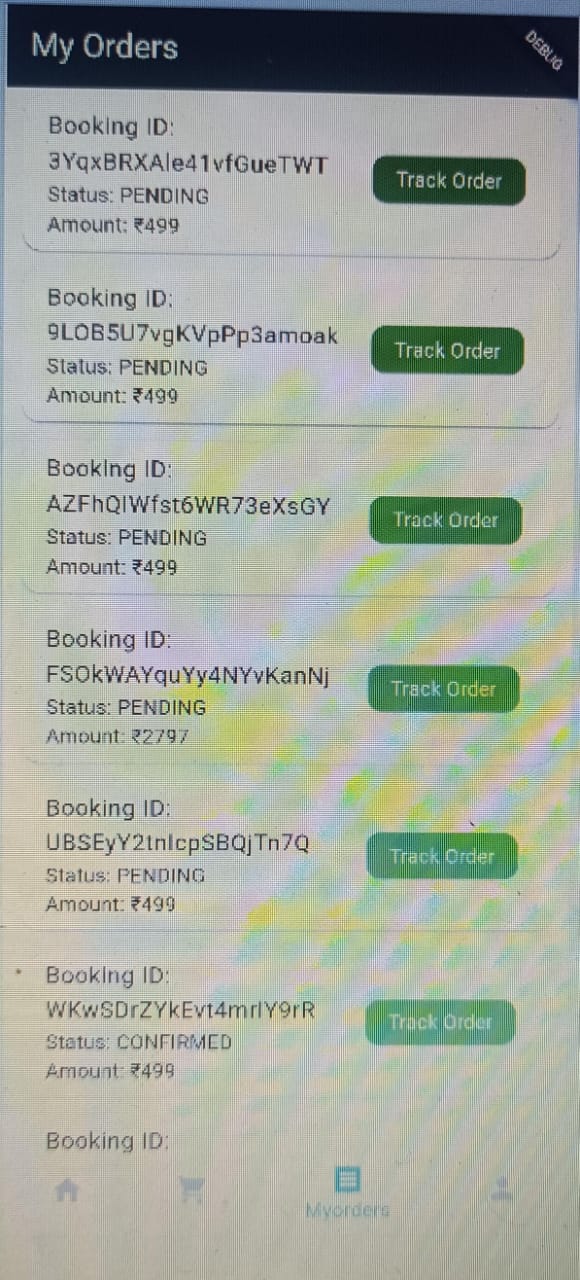 My Orders
DEBUG
Booking ID:
3YqxBRXAle41vfGueTWT
Track Order
Status: PENDING
Amount: ₹499
Booking ID:
9LOB5U7vgKVpPp3amoak
Track Order
Status: PENDING
Amount: ₹499
Booking ID:
AZFhQIWfst6WR73eXsGY
Track Order
Status: PENDING
Amount: ₹499
Booking ID:
FSOkWAYquYy4NYvKanNj
Track Order
Status: PENDING
Amount: ₹2797
Booking ID:
UBSEyY2tnIcpSBQjTn7Q
Track Order
Status: PENDING
Amount: ₹499
Booking ID:
WKwSDrZYkEvt4mrIY9rR
Track Order
Status: CONFIRMED
Amount: ₹499
Booking ID:
Myorders